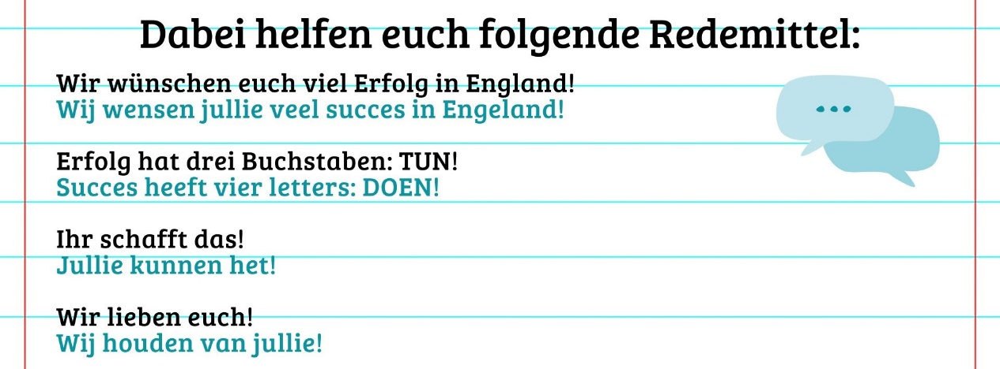 Dabei helfen euch folgende Redemittel:
Wir wünschen euch viel Erfolg in England!
Wij wensen jullie veel succes in Engeland!
Erfolg hat drei Buchstaben: TUN!
Succes heeft vier letters: DOEN!
Ihr schafft das!
Jullie kunnen het!
Wir lieben euch!
Wij houden van jullie!